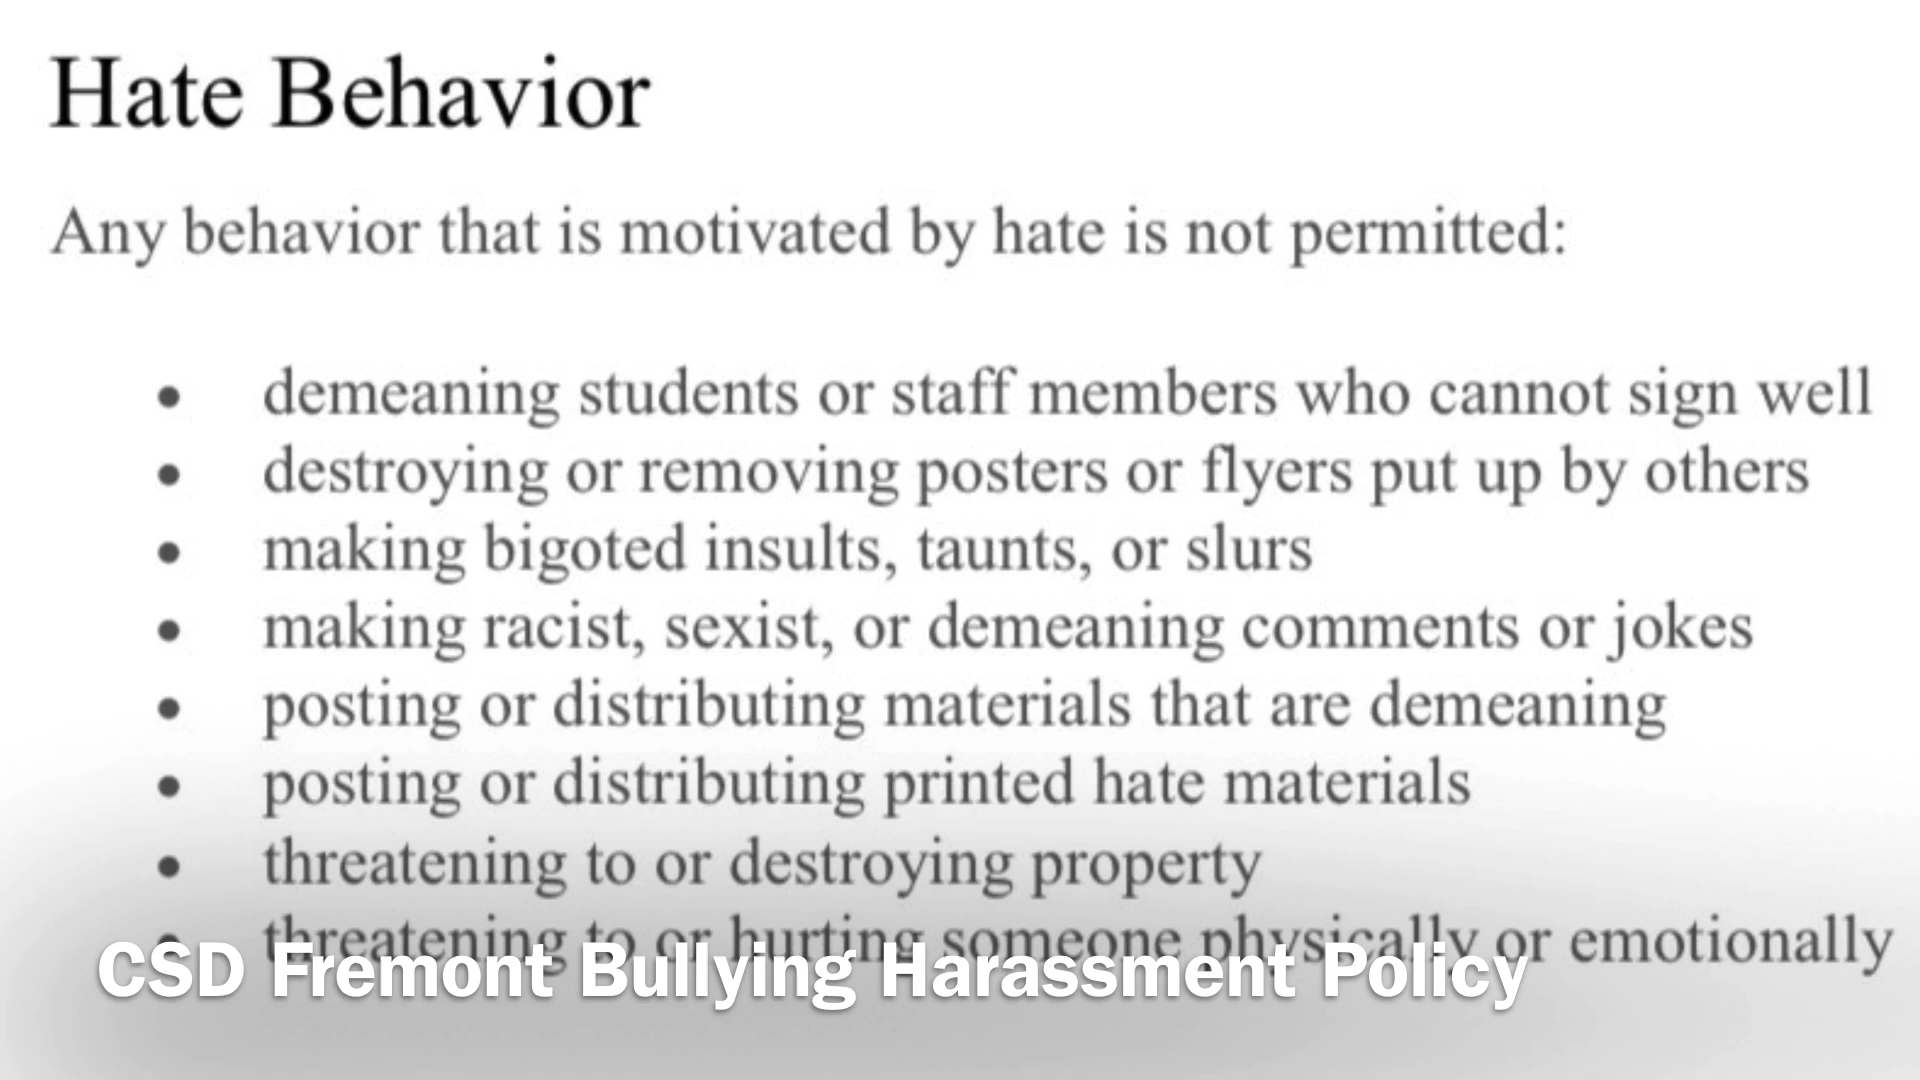 Hate Behavior
Any behavior that is motivated by hate is not permitted:
• demeaning students or staff members who cannot sign well
• destroying or removing posters or flyers put up by others
• making bigoted insults, taunts, or slurs
• making racist, sexist, or demeaning comments or jokes
• posting or distributing materials that are demeaning
• posting or distributing printed hate materials
• threatening to or destroying property
• threatening to or hurting someone physically or emotionally
CSD Fremont Bullying Harassment Policy